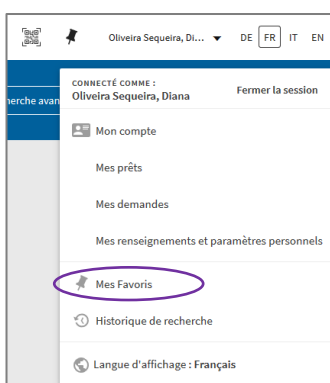 Oliveira Sequeira, Di... DE FR IT EN
CONNECTÉ COMME :
Oliveira Sequeira, Diana Fermer la session
herche avan
Mon compte
Mes prêts
Mes demandes
Mes renseignements et paramètres personnels
Mes Favoris
Historique de recherche
Langue d'affichage : Français